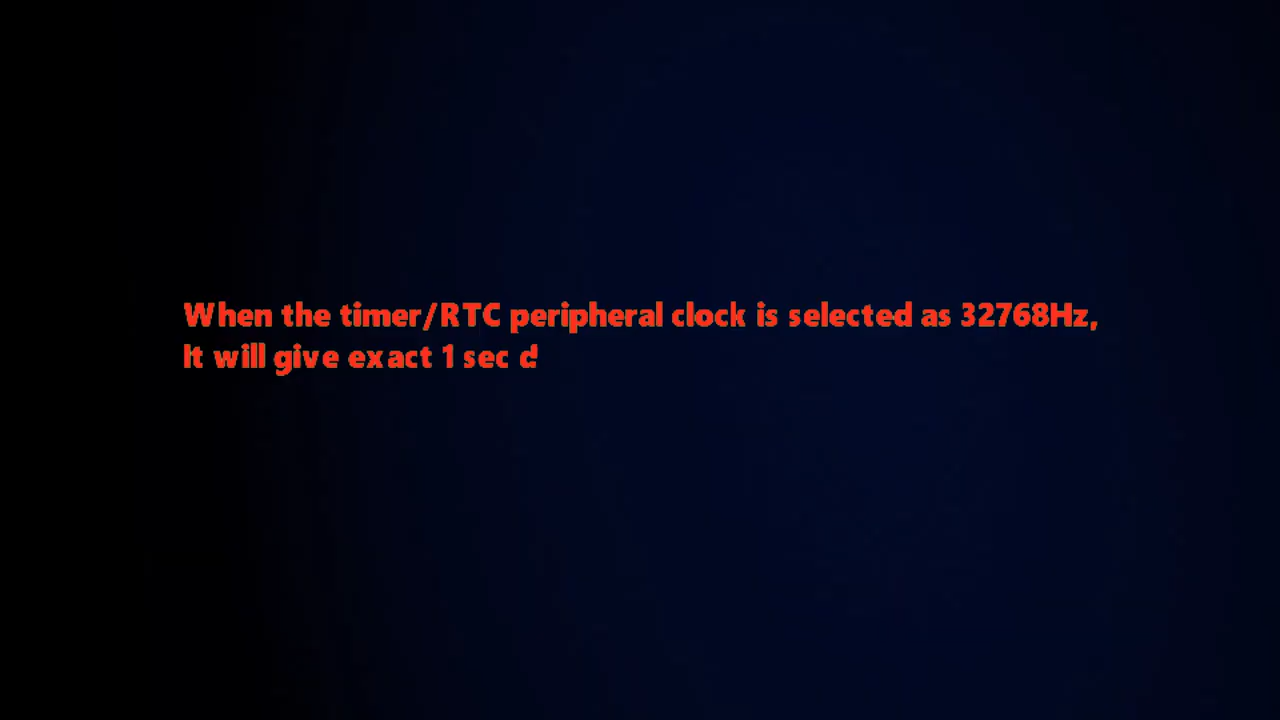 When the timer/RTC peripheral clock is selected as 32768Hz,
It will give exact 1 sec d